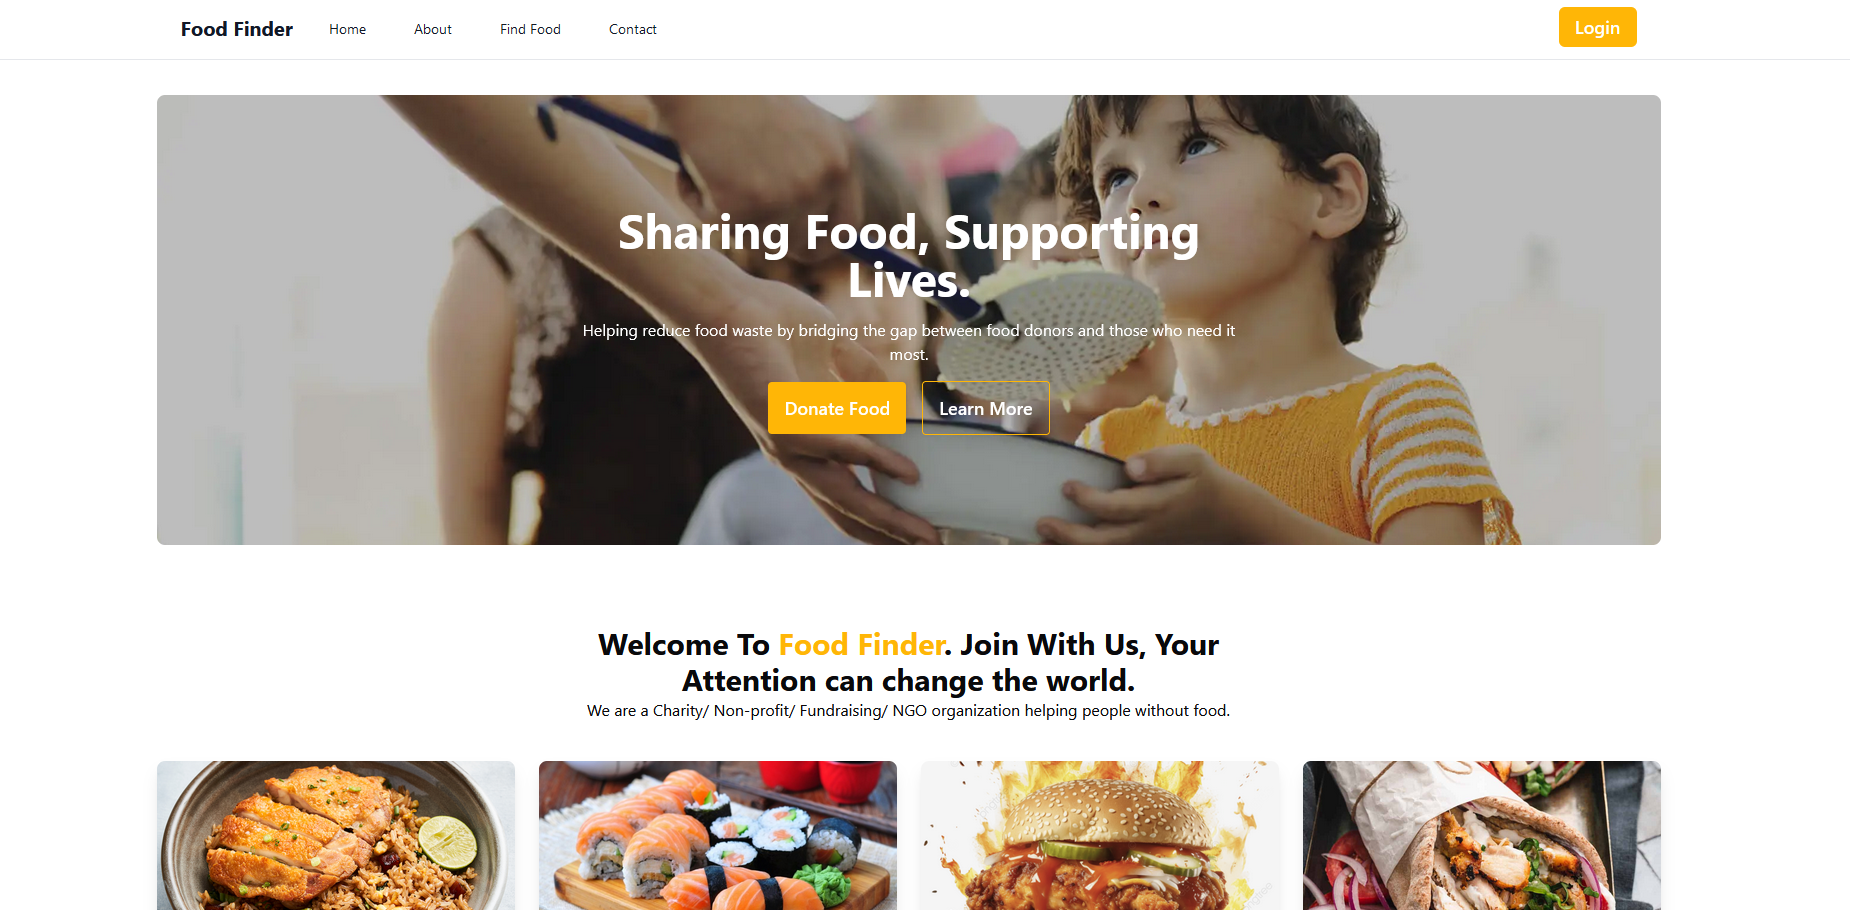 Food Finder
Home
About
Find Food
Contact
Login
Sharing Food, Supporting
Lives.
Helping reduce food waste by bridging the gap between food donors and those who need it
most.
Donate Food
Learn More
Welcome To Food Finder. Join With Us, Your
Attention can change the world.
We are a Charity/ Non-profit/ Fundraising/ NGO organization helping people without food.